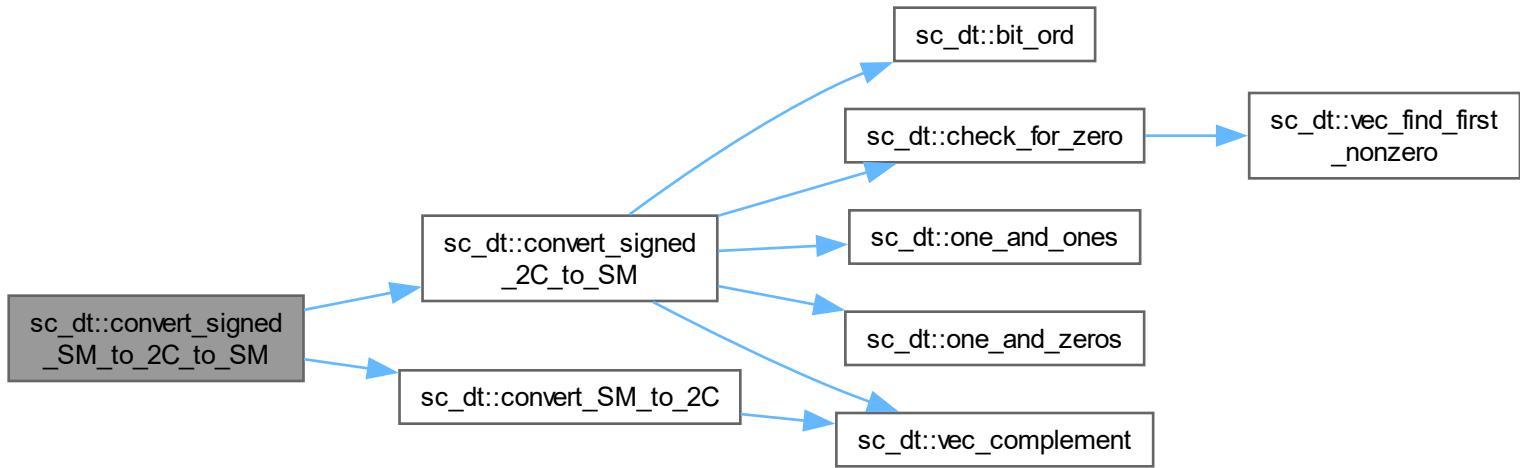 sc_dt::bit_ord
sc_dt::check_for_zero
sc_dt::vec_find_first
_nonzero
sc_dt::convert_signed
_2C_to_SM
sc_dt::one_and_ones
sc_dt::convert_signed
_SM_to_2C_to_SM
sc_dt::one_and_zeros
sc_dt::convert_SM_to_2C
sc_dt::vec_complement